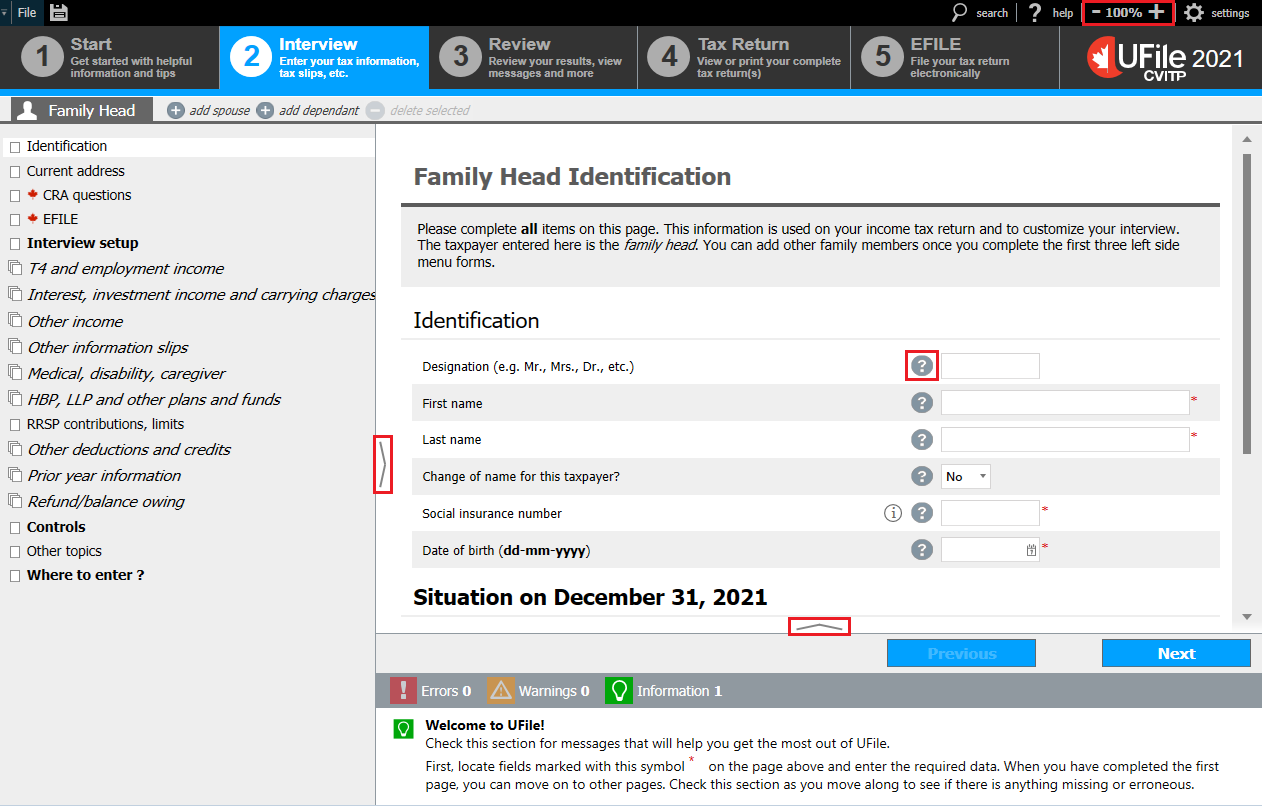 File
search
help
- 100% +
settings
1
Start
Get started with helpful
information and tips
2
Interview
Enter your tax information,
tax slips, etc.
3
Review
Review your results, view
messages and more
4
Tax Return
View or print your complete
tax return(s)
5
EFILE
File your tax return
electronically
UFile 2021
CVITP
Family Head
add spouse
add dependant
delete selected
Identification
Current address
CRA questions
EFILE
Interview setup
T4 and employment income
Interest, investment income and carrying charges
Other income
Other information slips
Medical, disability, caregiver
HBP, LLP and other plans and funds
RRSP contributions, limits
Other deductions and credits
Prior year information
Refund/balance owing
Controls
Other topics
Where to enter ?
Family Head Identification
Please complete all items on this page. This information is used on your income tax return and to customize your interview.
The taxpayer entered here is the family head. You can add other family members once you complete the first three left side
menu forms.
Identification
Designation (e.g. Mr., Mrs., Dr., etc.) ?
First name ? *
Last name ? *
Change of name for this taxpayer? ? No
Social insurance number i ? *
Date of birth (dd-mm-yyyy) ? *
Situation on December 31, 2021
Previous
Next
Errors 0
Warnings 0
Information 1
Welcome to UFile!
Check this section for messages that will help you get the most out of UFile.
First, locate fields marked with this symbol * on the page above and enter the required data. When you have completed the first
page, you can move on to other pages. Check this section as you move along to see if there is anything missing or erroneous.